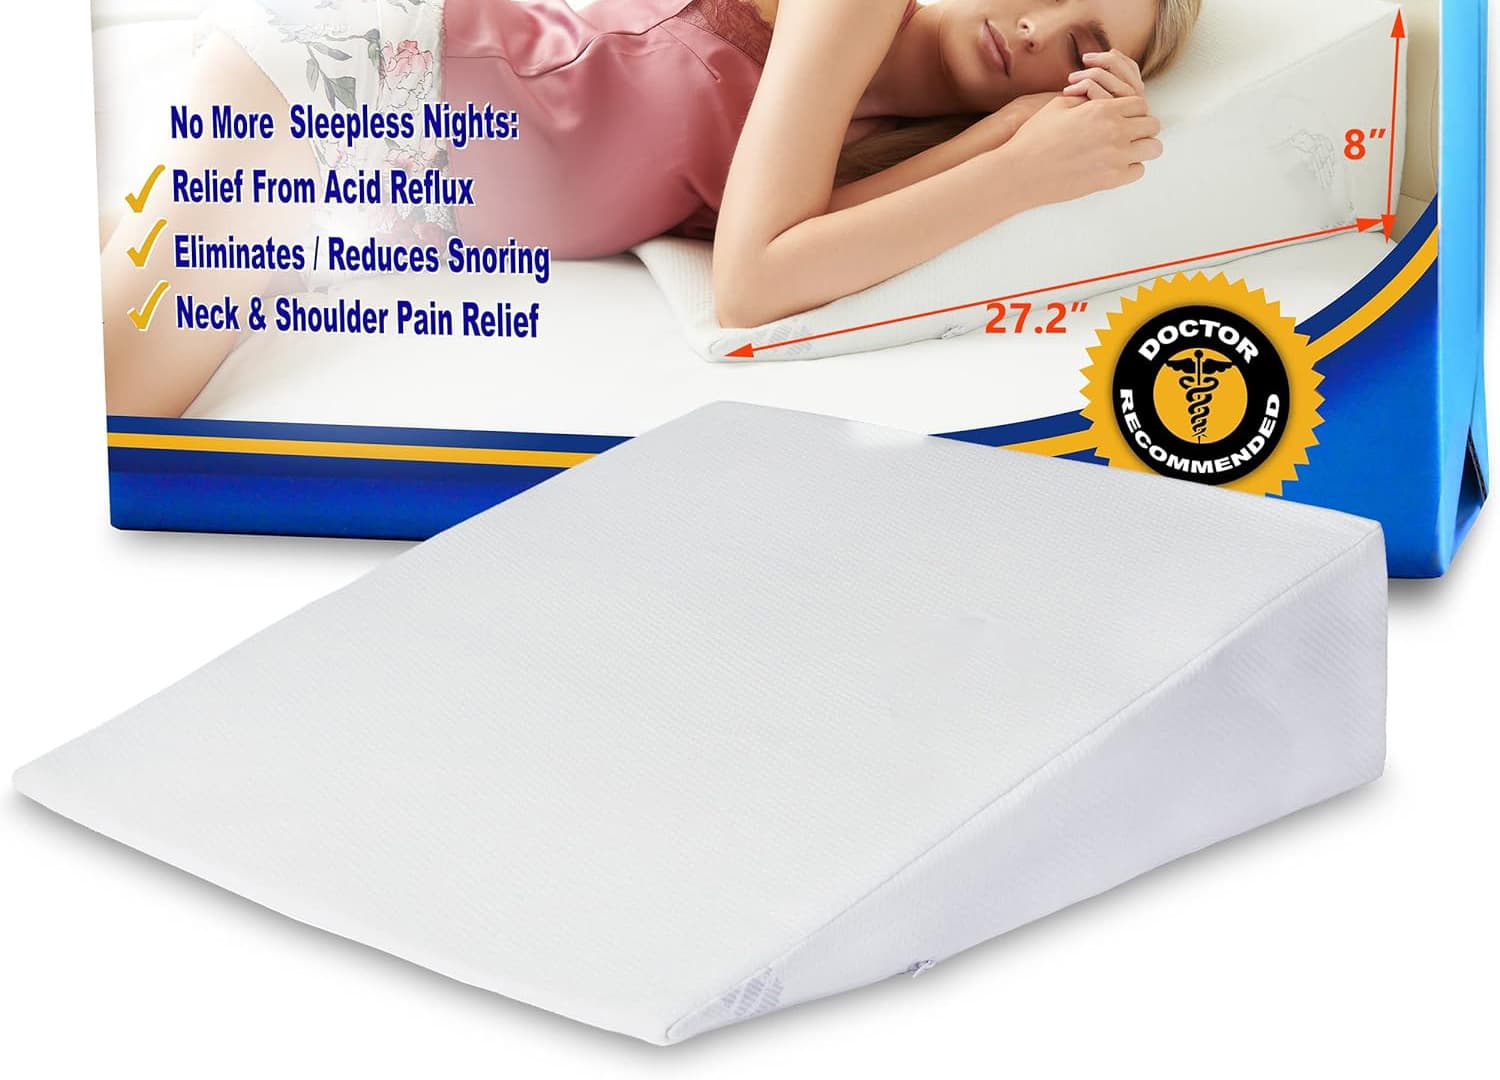 No More Sleepless Nights:
Relief From Acid Reflux
Eliminates / Reduces Snoring
Neck & Shoulder Pain Relief
8”
27.2”
DOCTOR
RECOMMENDED